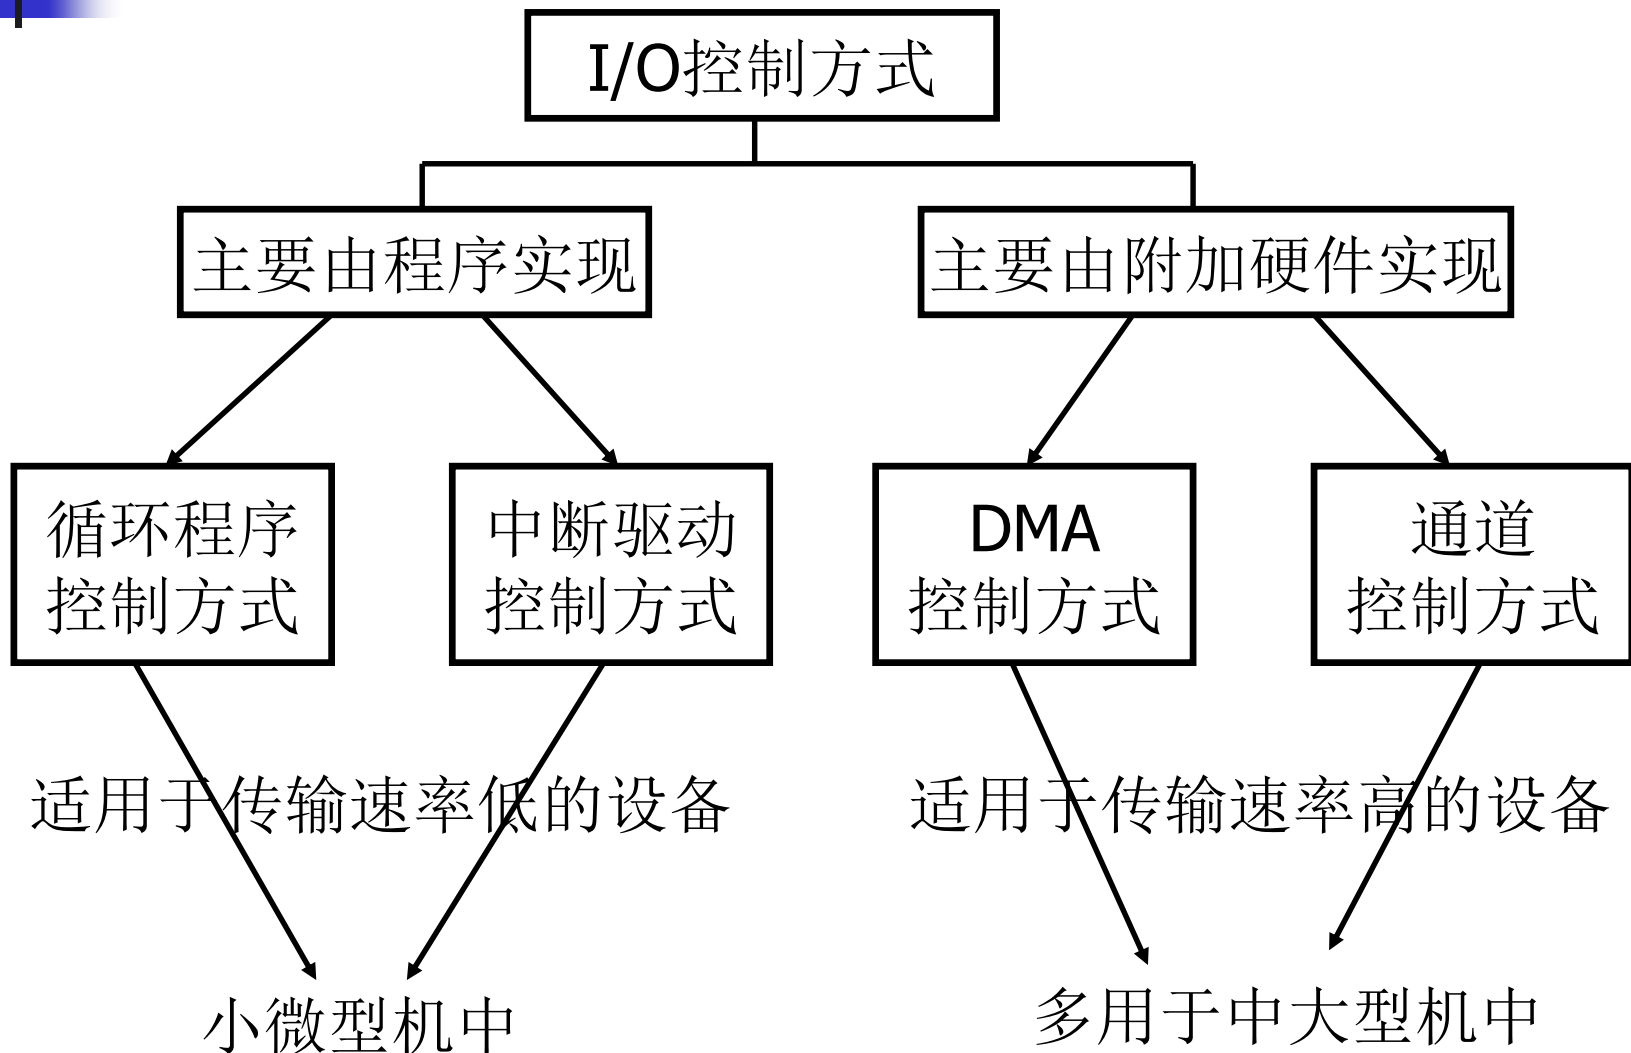 I/O控制方式
主要由程序实现
主要由附加硬件实现
循环程序
控制方式
中断驱动
控制方式
DMA
控制方式
通道
控制方式
适用于传输速率低的设备
适用于传输速率高的设备
小微型机中
多用于中大型机中